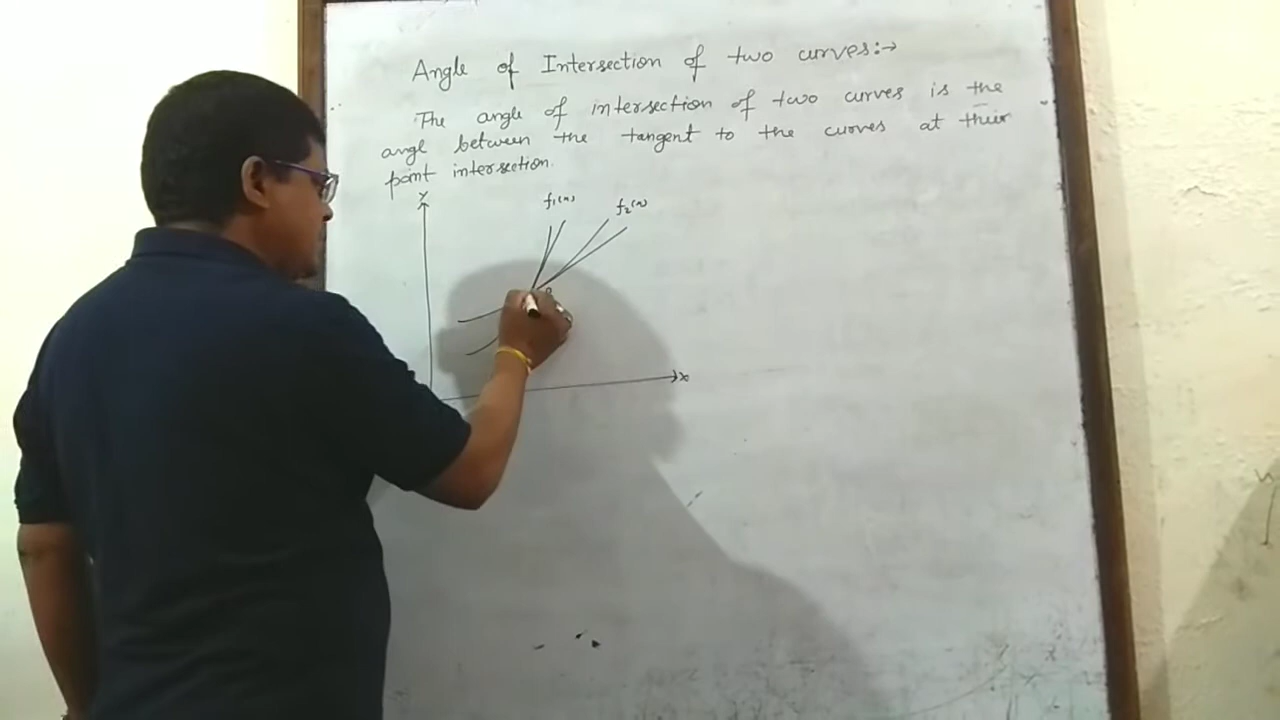 Angle of Intersection of two curves:→
The angle of intersection of two curves is the
angle between the tangent to the curves at their
point intersection.
Y
f₁(x) f₂(x)
P
X